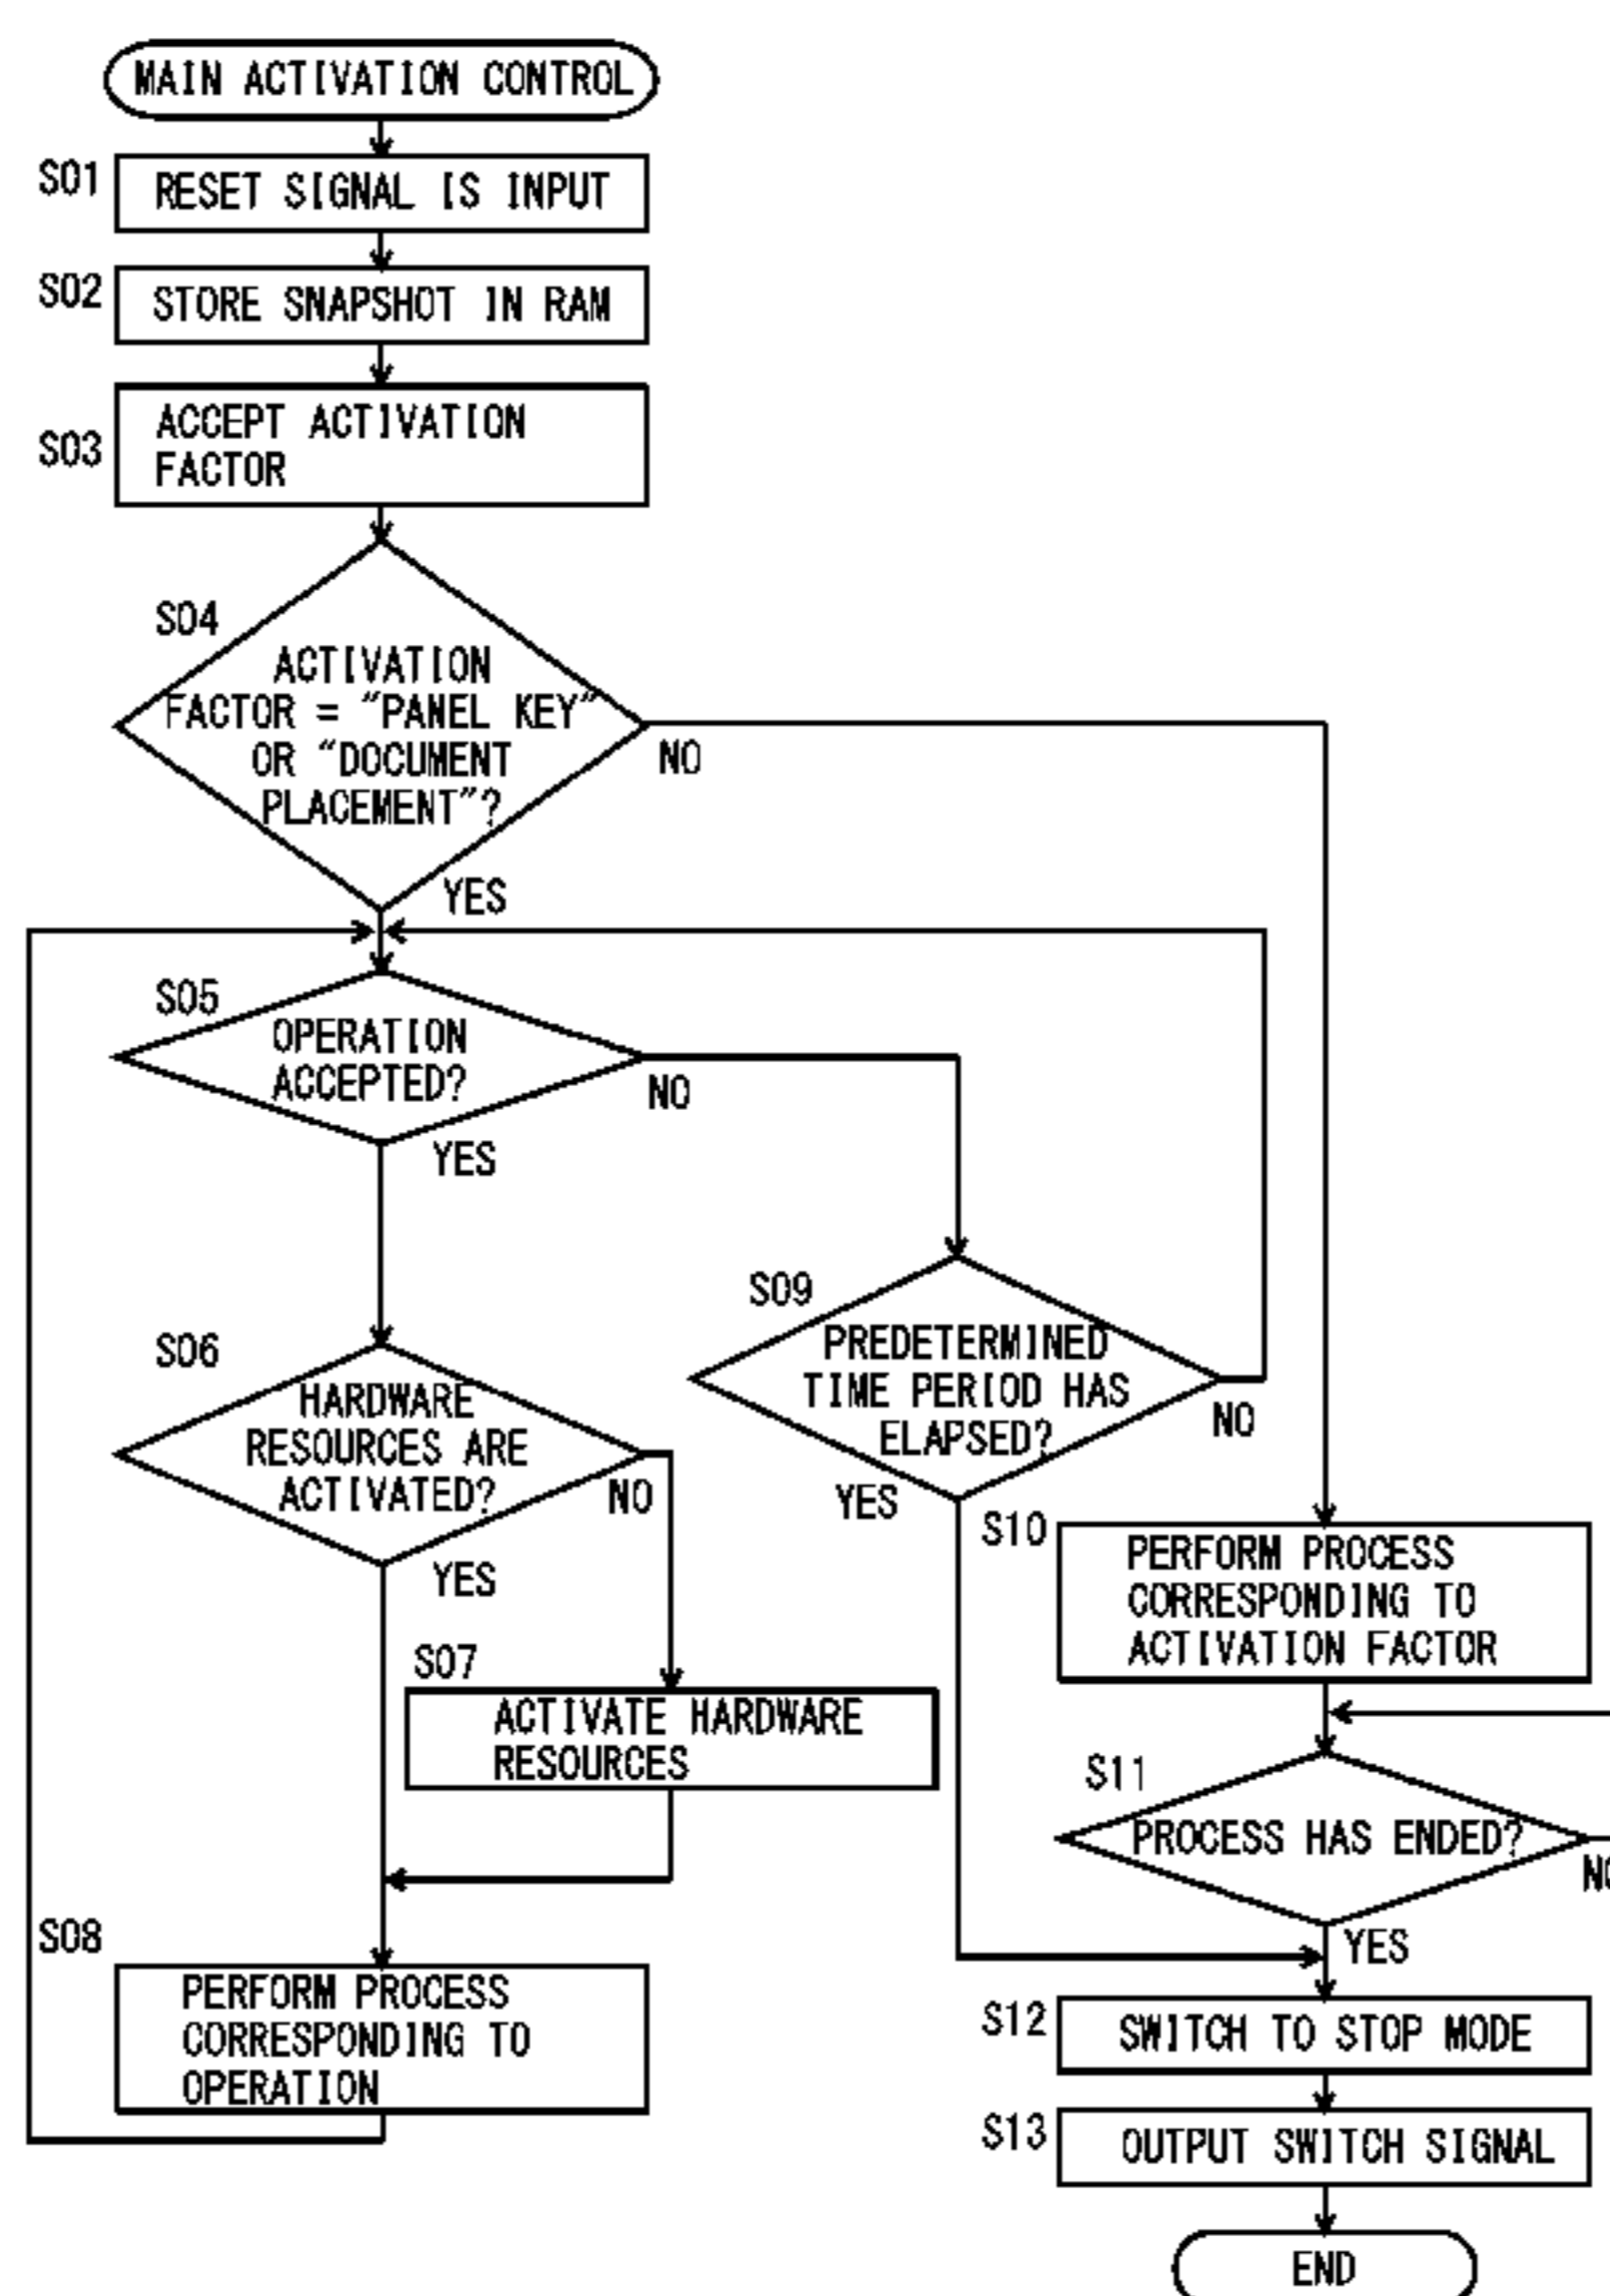 MAIN ACTIVATION CONTROL
S01
RESET SIGNAL IS INPUT
S02
STORE SNAPSHOT IN RAM
S03
ACCEPT ACTIVATION
FACTOR
S04
ACTIVATION
FACTOR = "PANEL KEY"
OR "DOCUMENT
PLACEMENT"?
NO
YES
S05
OPERATION
ACCEPTED?
NO
YES
S06
HARDWARE
RESOURCES ARE
ACTIVATED?
NO
YES
S07
ACTIVATE HARDWARE
RESOURCES
S08
PERFORM PROCESS
CORRESPONDING TO
OPERATION
S09
PREDETERMINED
TIME PERIOD HAS
ELAPSED?
NO
YES
S10
PERFORM PROCESS
CORRESPONDING TO
ACTIVATION FACTOR
S11
PROCESS HAS ENDED?
NO
YES
S12
SWITCH TO STOP MODE
S13
OUTPUT SWITCH SIGNAL
END